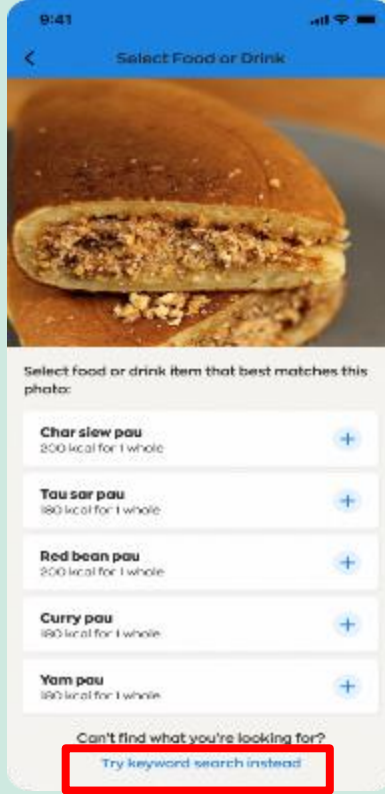 9:41
Select Food or Drink
Select food or drink item that best matches this
photo:
Char siew pau
200 kcal for 1 whole
Tau sar pau
180 kcal for 1 whole
Red bean pau
200 kcal for 1 whole
Curry pau
180 kcal for 1 whole
Yam pau
180 kcal for 1 whole
Can't find what you're looking for?
Try keyword search instead